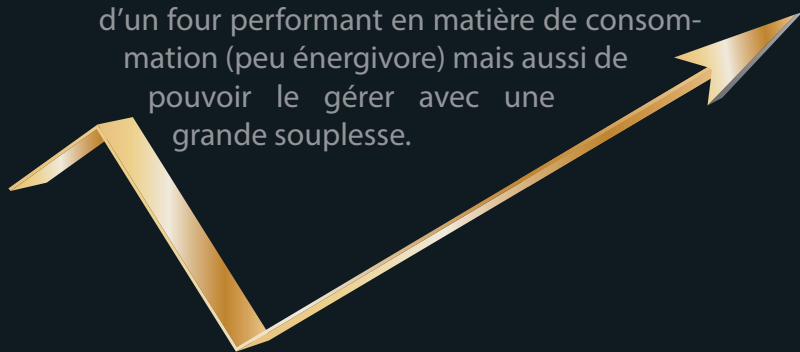 d’un four performant en matière de consom-
mation (peu énergivore) mais aussi de
pouvoir le gérer avec une
grande souplesse.